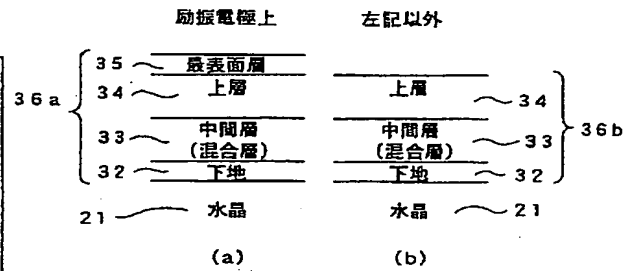 励振電極上 左記以外
35 最表面層
36a 34 上層 上層 34
33 中間層 中間層 33 36b
(混合層) (混合層)
32 下地 下地 32
21 水晶 水晶 21
(a) (b)